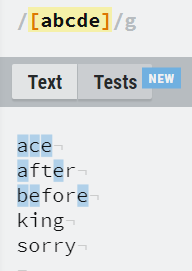 /[abcde]/g
Text Tests NEW
ace¬
after¬
before¬
king¬
sorry¬